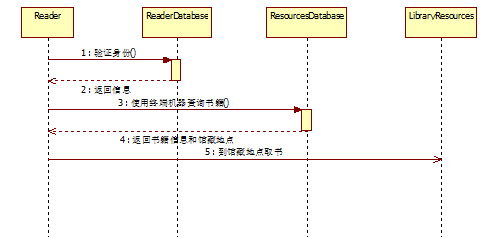 Reader
ReaderDatabase
ResourcesDatabase
LibraryResources
1 : 验证身份()
2 : 返回信息
3 : 使用终端机器查询书籍()
4 : 返回书籍信息和馆藏地点
5 : 到馆藏地点取书